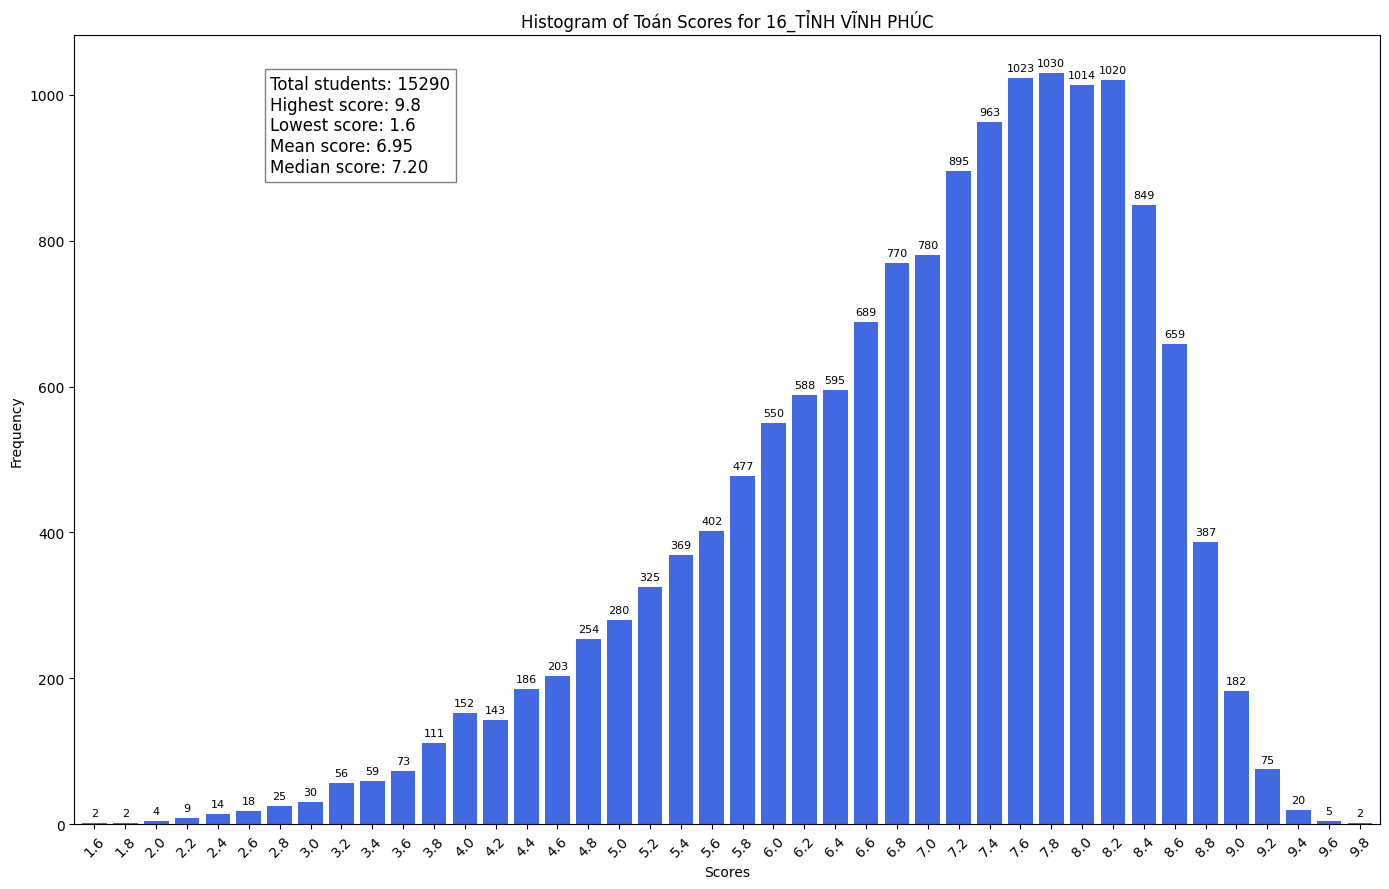 Histogram of Toán Scores for 16_TỈNH VĨNH PHÚC
Total students: 15290
Highest score: 9.8
Lowest score: 1.6
Mean score: 6.95
Median score: 7.20
Frequency
1000
800
600
400
200
0
2 2 4 9 14 18 25 30 56 59 73 111 152 143 186 203 254 280 325 369 402 477 550 588 595 689 770 780 895 963 1023 1030 1014 1020 849 659 387 182 75 20 5 2
1.6 1.8 2.0 2.2 2.4 2.6 2.8 3.0 3.2 3.4 3.6 3.8 4.0 4.2 4.4 4.6 4.8 5.0 5.2 5.4 5.6 5.8 6.0 6.2 6.4 6.6 6.8 7.0 7.2 7.4 7.6 7.8 8.0 8.2 8.4 8.6 8.8 9.0 9.2 9.4 9.6 9.8
Scores